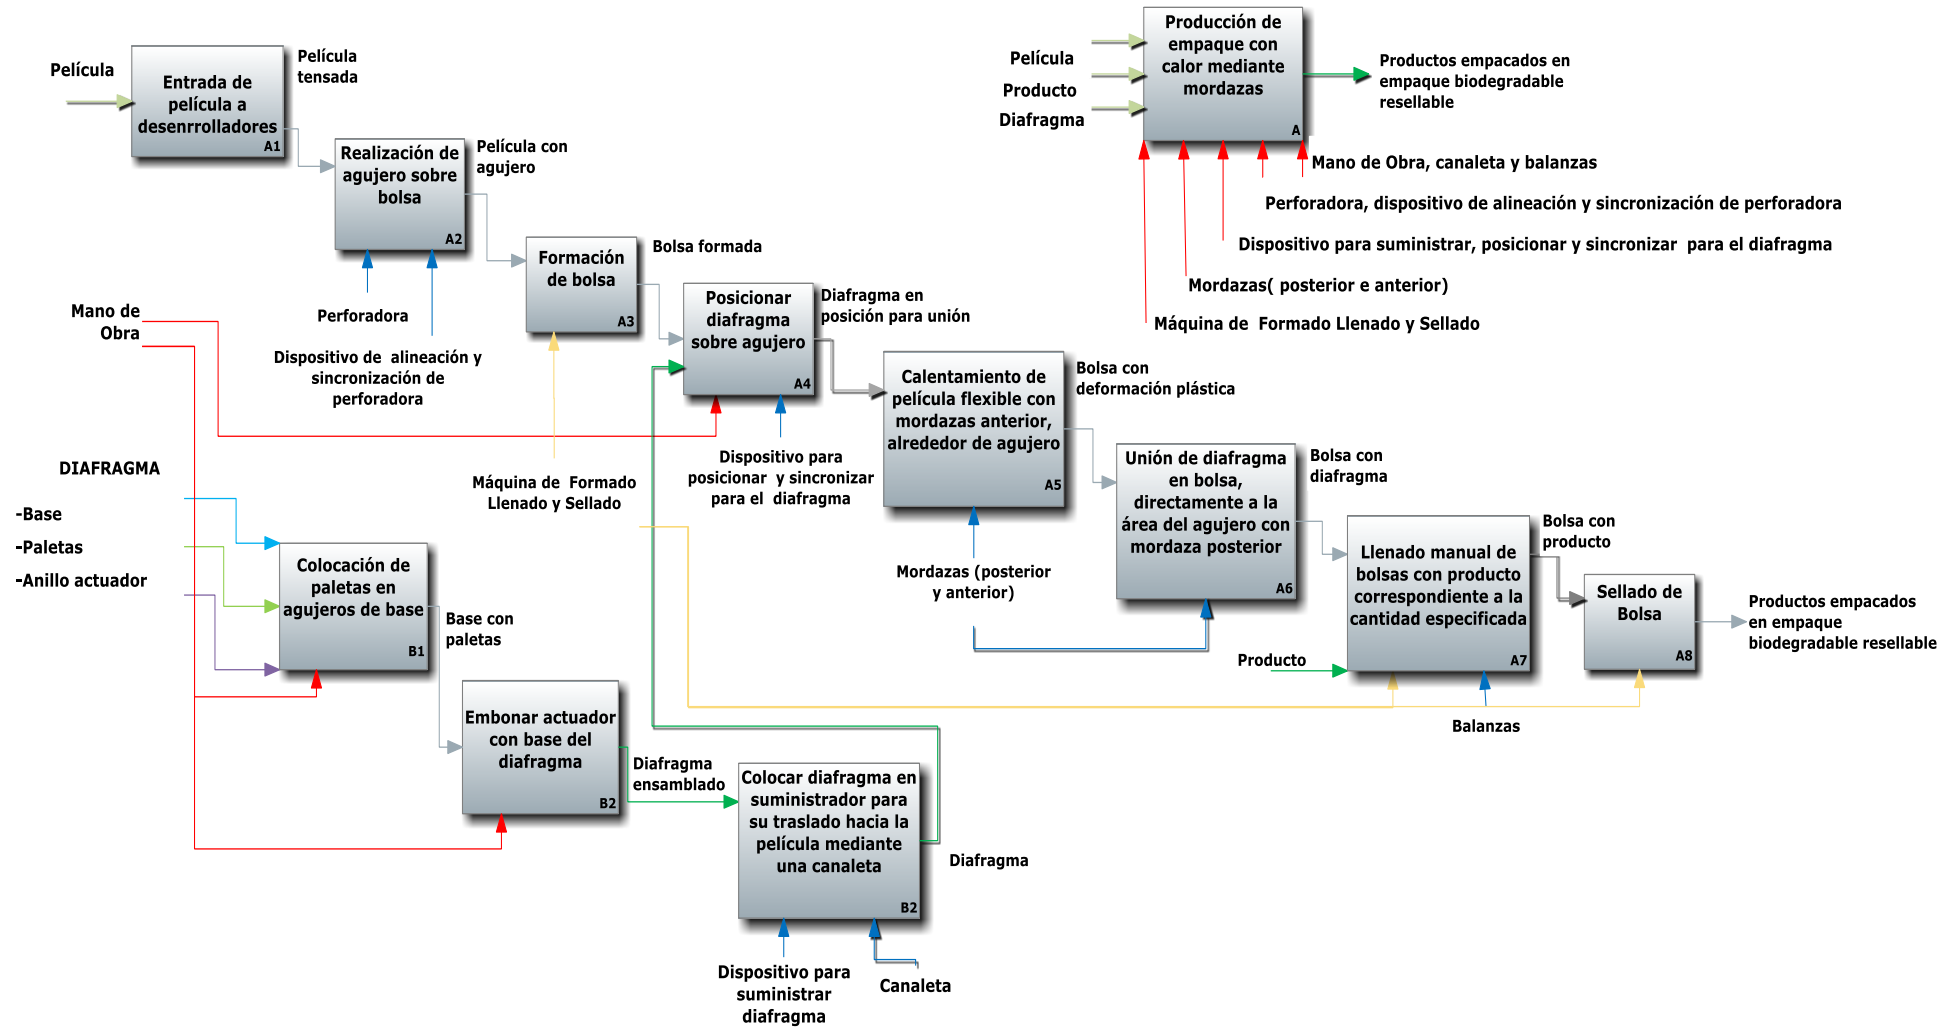 Película
Entrada de
película a
desenrrolladores
A1
Película
tensada
Realización de
agujero sobre
bolsa
A2
Película con
agujero
Perforadora
Dispositivo de alineación y
sincronización de
perforadora
Formación
de bolsa
A3
Bolsa formada
Máquina de Formado
Llenado y Sellado
Mano de
Obra
Posicionar
diafragma
sobre agujero
A4
Diafragma en
posición para unión
Dispositivo para
posicionar y sincronizar
para el diafragma
Calentamiento de
película flexible con
mordazas anterior,
alrededor de agujero
A5
Bolsa con
deformación plástica
Mordazas (posterior
y anterior)
Unión de diafragma
en bolsa,
directamente a la
área del agujero con
mordaza posterior
A6
Bolsa con
diafragma
Llenado manual de
bolsas con producto
correspondiente a la
cantidad especificada
A7
Bolsa con
producto
Producto
Balanzas
Sellado de
Bolsa
A8
Productos empacados
en empaque
biodegradable resellable
DIAFRAGMA
-Base
-Paletas
-Anillo actuador
Colocación de
paletas en
agujeros de base
B1
Base con
paletas
Embonar actuador
con base del
diafragma
B2
Diafragma
ensamblado
Colocar diafragma en
suministrador para
su traslado hacia la
película mediante
una canaleta
B2
Diafragma
Dispositivo para
suministrar
diafragma
Canaleta
Película
Producto
Diafragma
Producción de
empaque con
calor mediante
mordazas
A
Productos empacados en
empaque biodegradable
resellable
Mano de Obra, canaleta y balanzas
Perforadora, dispositivo de alineación y sincronización de perforadora
Dispositivo para suministrar, posicionar y sincronizar para el diafragma
Mordazas( posterior e anterior)
Máquina de Formado Llenado y Sellado